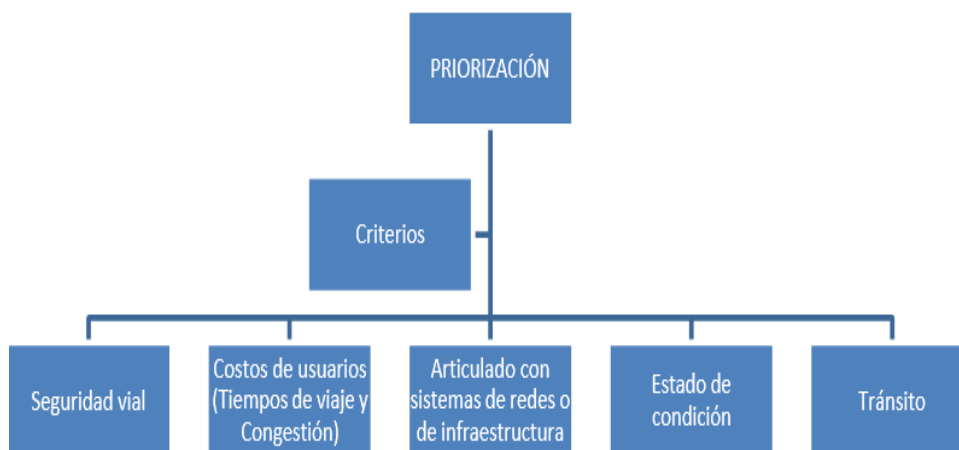 PRIORIZACIÓN
Criterios
Seguridad vial
Costos de usuarios
(Tiempos de viaje y
Congestión)
Articulado con
sistemas de redes o
de infraestructura
Estado de
condición
Tránsito